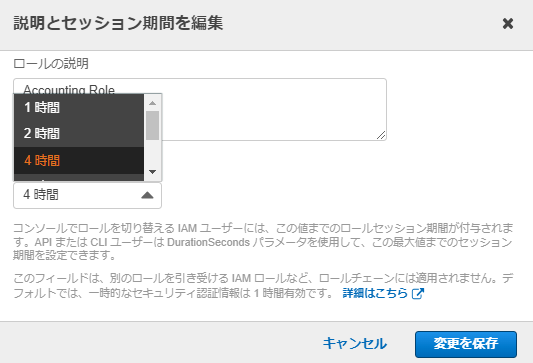 説明とセッション期間を編集
ロールの説明
Accounting Role
1 時間
2 時間
4 時間
4 時間
コンソールでロールを切り替える IAM ユーザーには、この値までのロールセッション期間が付与されま
す。API または CLI ユーザーは DurationSeconds パラメータを使用して、この最大値までのセッション
期間を設定できます。
このフィールドは、別のロールを引き受ける IAM ロールなど、ロールチェーンには適用されません。デ
フォルトでは、一時的なセキュリティ認証情報は 1 時間有効です。 詳細はこちら
キャンセル
変更を保存